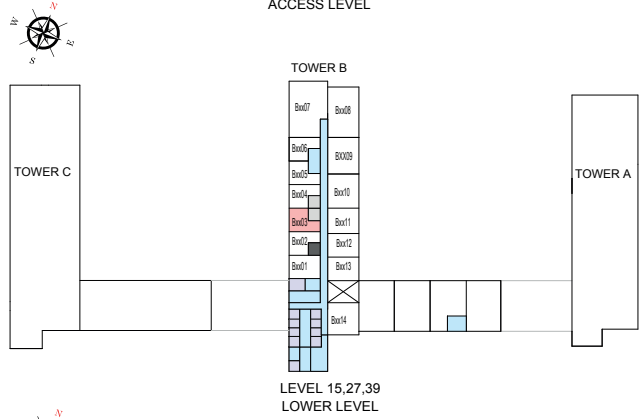 ACCESS LEVEL
N
W
E
S
TOWER B
Bxx07
Bxx08
Bxx06
BXX09
Bxx05
TOWER C
TOWER A
Bxx04
Bxx10
Bxx03
Bxx11
Bxx02
Bxx12
Bxx01
Bxx13
Bxx14
LEVEL 15,27,39
LOWER LEVEL
N